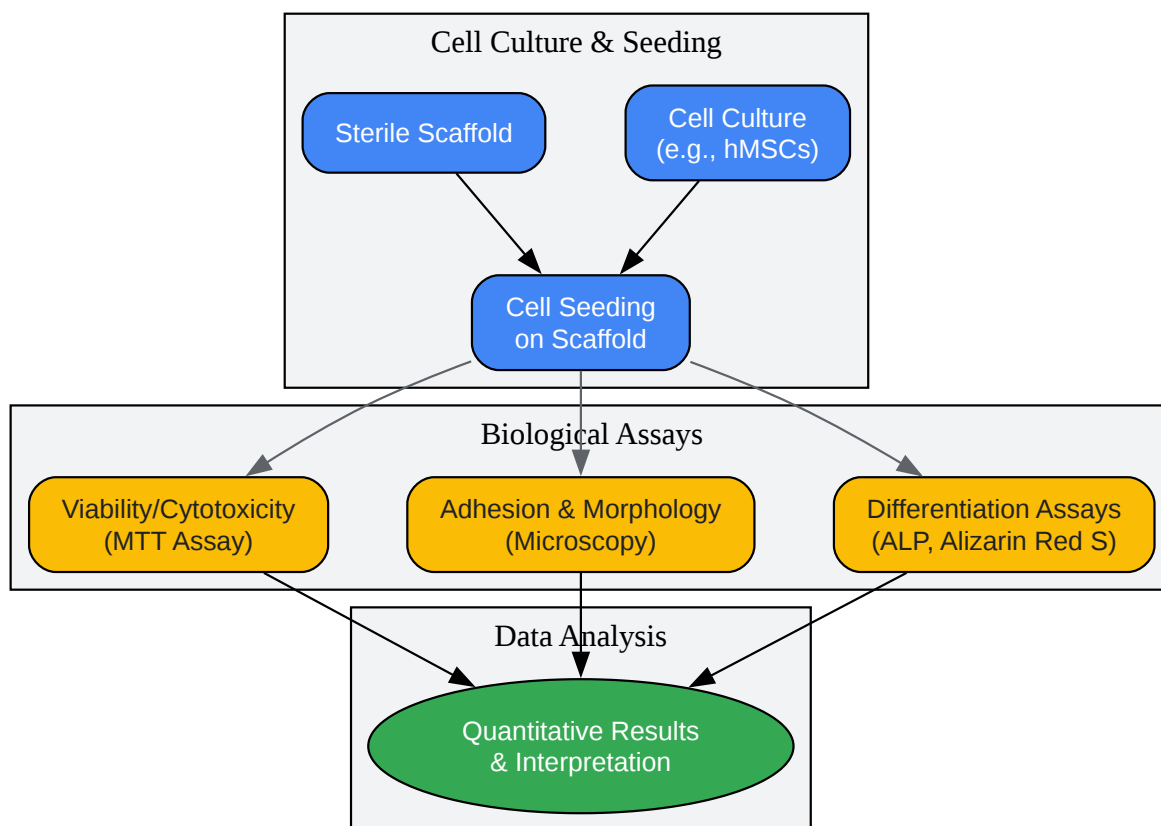 Cell Culture & Seeding
Sterile Scaffold
Cell Culture
(e.g., hMSCs)
Cell Seeding
on Scaffold
Biological Assays
Viability/Cytotoxicity
(MTT Assay)
Adhesion & Morphology
(Microscopy)
Differentiation Assays
(ALP, Alizarin Red S)
Data Analysis
Quantitative Results
& Interpretation